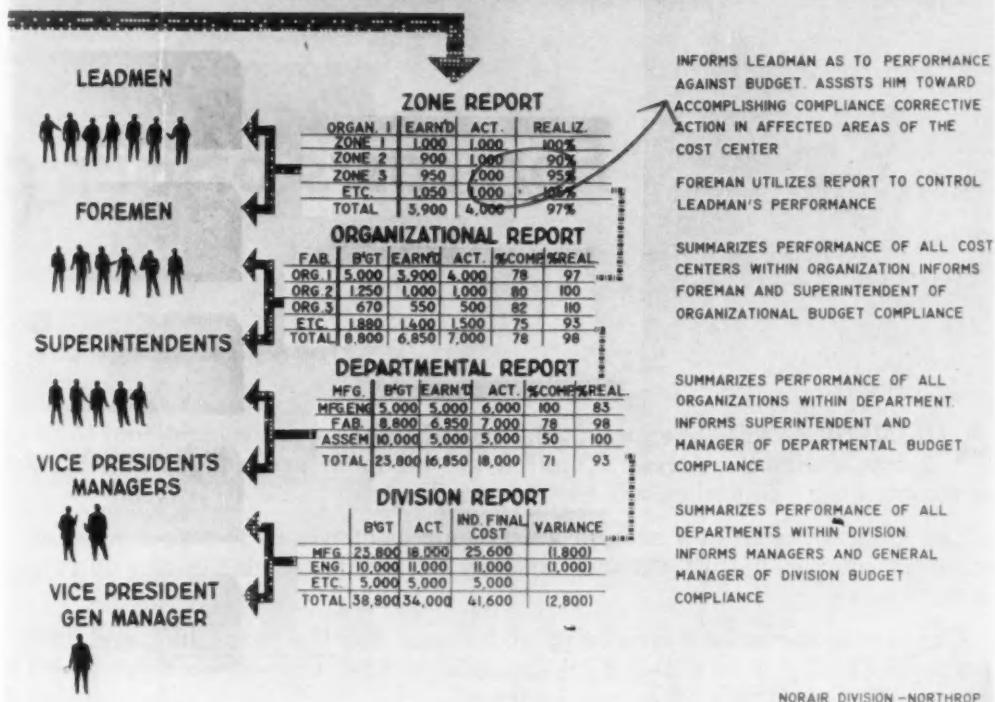 LEADMEN
FOREMEN
SUPERINTENDENTS
VICE PRESIDENTS
MANAGERS
VICE PRESIDENT
GEN MANAGER
ZONE REPORT
ORGAN. I EARN'D ACT. REALIZ.
ZONE 1 1,000 1,000 100%
ZONE 2 900 1,000 90%
ZONE 3 950 1,000 95%
ETC. 1,050 1,000 105%
TOTAL 3,900 4,000 97%
ORGANIZATIONAL REPORT
FAB. B'GT EARN'D ACT. %COMP %REAL
ORG. 1 5,000 3,900 4,000 78 97
ORG. 2 1,250 1,000 1,000 80 100
ORG. 3 670 550 500 82 110
ETC. 1,880 1,400 1,500 75 93
TOTAL 8,800 6,850 7,000 78 98
DEPARTMENTAL REPORT
MFG. B'GT EARN'D ACT. %COMP %REAL.
MFG.ENG 5,000 5,000 6,000 100 83
FAB. 8,800 6,850 7,000 78 98
ASSEM 10,000 5,000 5,000 50 100
TOTAL 23,800 16,850 18,000 71 93
DIVISION REPORT
B'GT ACT. IND. FINAL COST VARIANCE
MFG. 23,800 18,000 25,600 (1,800)
ENG. 10,000 11,000 11,000 (1,000)
ETC. 5,000 5,000 5,000
TOTAL 38,800 34,000 41,600 (2,800)
INFORMS LEADMAN AS TO PERFORMANCE
AGAINST BUDGET. ASSISTS HIM TOWARD
ACCOMPLISHING COMPLIANCE CORRECTIVE
ACTION IN AFFECTED AREAS OF THE
COST CENTER
FOREMAN UTILIZES REPORT TO CONTROL
LEADMAN'S PERFORMANCE
SUMMARIZES PERFORMANCE OF ALL COST
CENTERS WITHIN ORGANIZATION INFORMS
FOREMAN AND SUPERINTENDENT OF
ORGANIZATIONAL BUDGET COMPLIANCE
SUMMARIZES PERFORMANCE OF ALL
ORGANIZATIONS WITHIN DEPARTMENT.
INFORMS SUPERINTENDENT AND
MANAGER OF DEPARTMENTAL BUDGET
COMPLIANCE
SUMMARIZES PERFORMANCE OF ALL
DEPARTMENTS WITHIN DIVISION
INFORMS MANAGERS AND GENERAL
MANAGER OF DIVISION BUDGET
COMPLIANCE
NORAIR DIVISION – NORTHROP